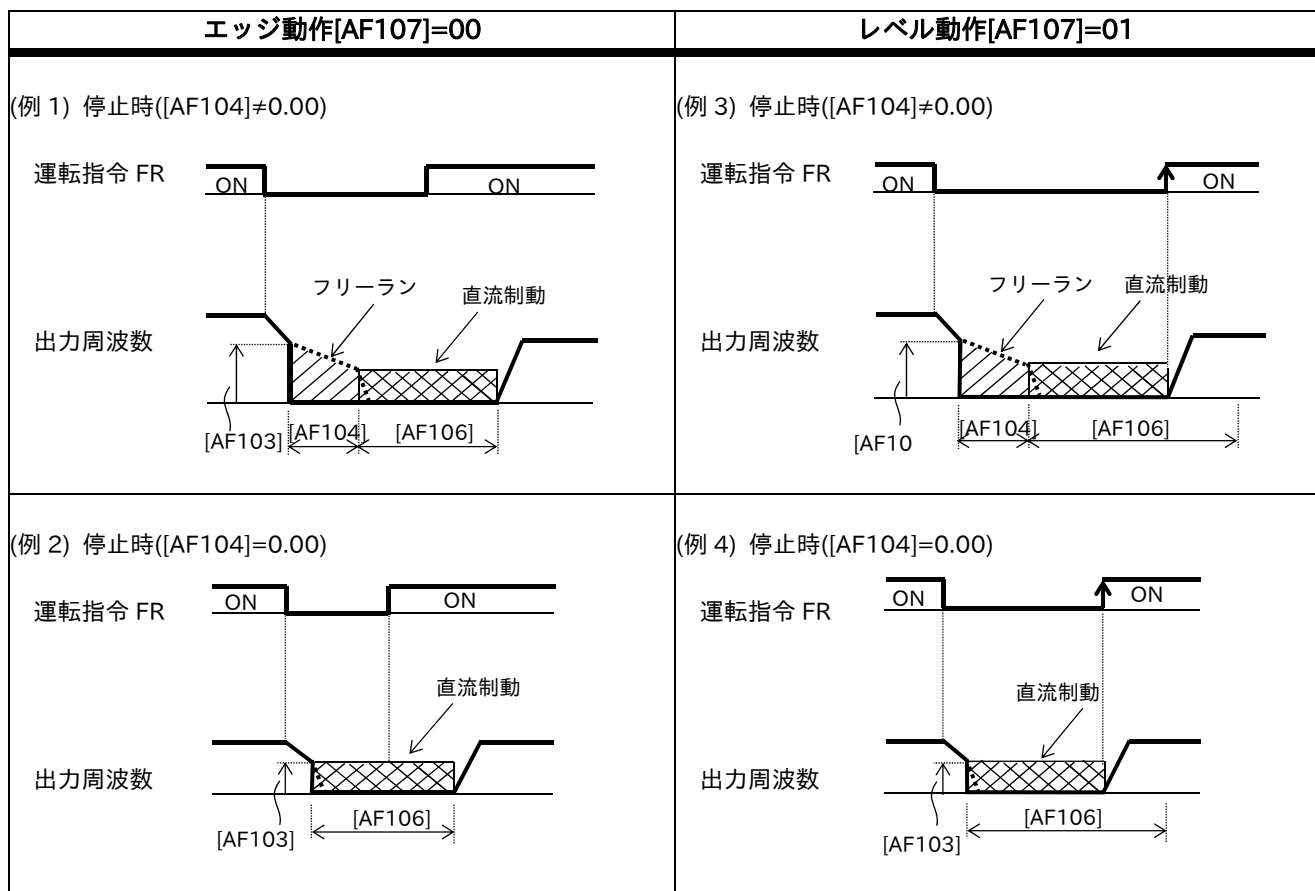 エッジ動作[AF107]=00
レベル動作[AF107]=01
(例 1) 停止時([AF104]≠0.00)
運転指令 FR
ON
ON
フリーラン
直流制動
出力周波数
[AF103]
[AF104]
[AF106]
(例 3) 停止時([AF104]≠0.00)
運転指令 FR
ON
ON
フリーラン
直流制動
出力周波数
[AF10
[AF104]
[AF106]
(例 2) 停止時([AF104]=0.00)
運転指令 FR
ON
ON
直流制動
出力周波数
[AF103]
[AF106]
(例 4) 停止時([AF104]=0.00)
運転指令 FR
ON
ON
直流制動
出力周波数
[AF103]
[AF106]